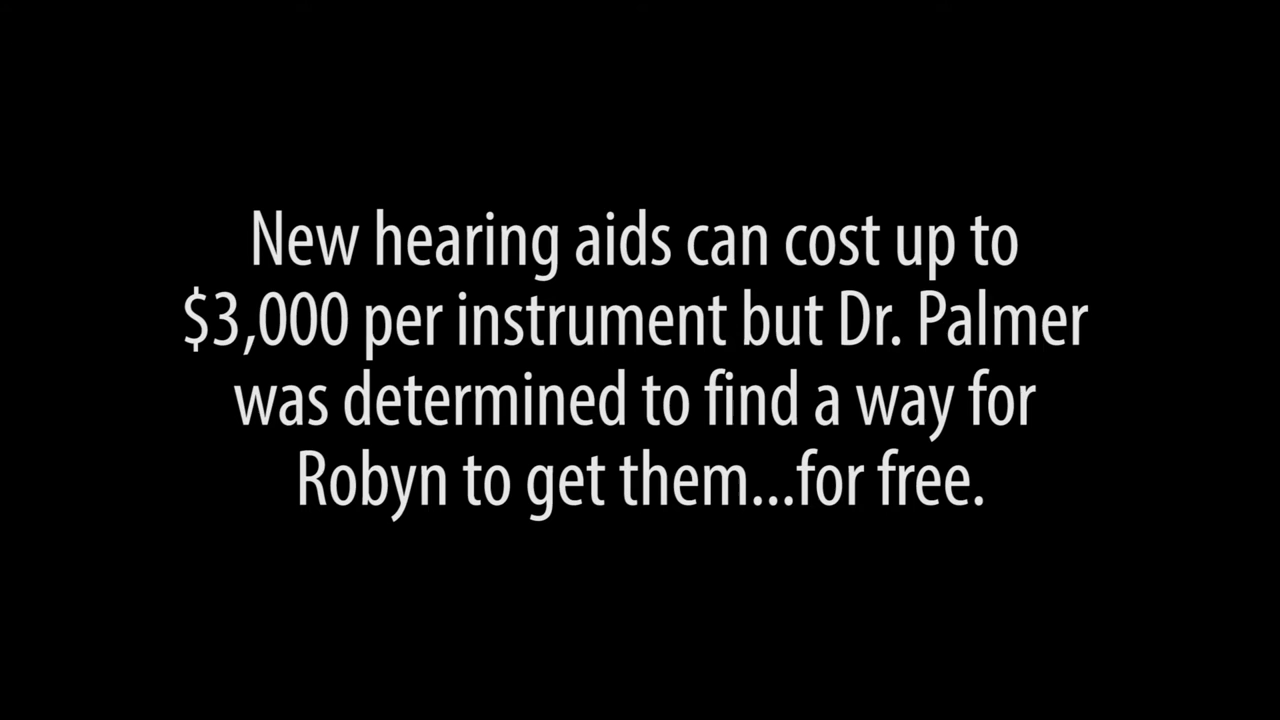 New hearing aids can cost up to
$3,000 per instrument but Dr. Palmer
was determined to find a way for
Robyn to get them...for free.